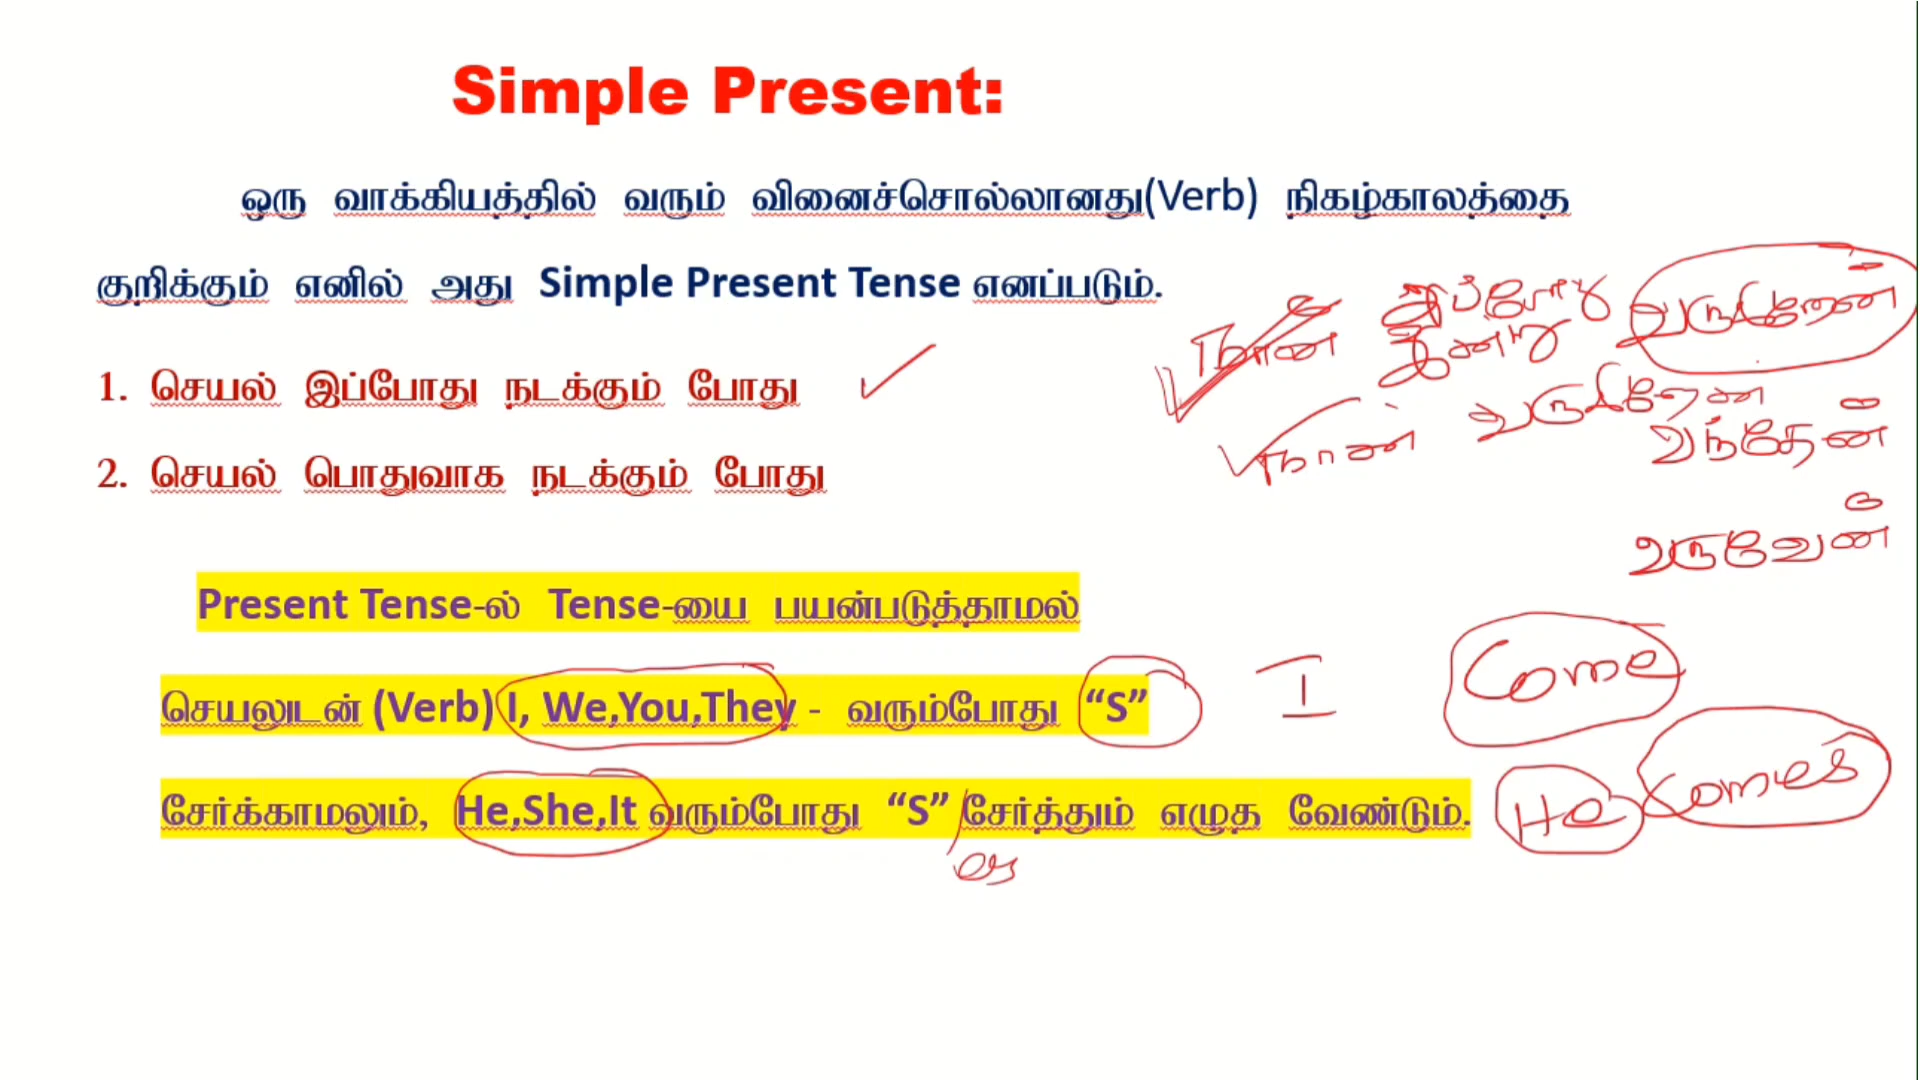 Simple Present:
ஒரு வாக்கியத்தில் வரும் வினைச்சொல்லானது(Verb) நிகழ்காலத்தை
குறிக்கும் எனில் அது Simple Present Tense எனப்படும்.
நான் இப்போது வருகிறேன்
இன்று
1. செயல் இப்போது நடக்கும் போது
நான் வருகிறேன்
வந்தேன்
2. செயல் பொதுவாக நடக்கும் போது
வருவேன்
Present Tense-ல் Tense-யை பயன்படுத்தாமல்
செயலுடன் (Verb) I, We,You,They - வரும்போது “S” I Come
சேர்க்காமலும், He,She,It வரும்போது “S” சேர்த்தும் எழுத வேண்டும். He Comes